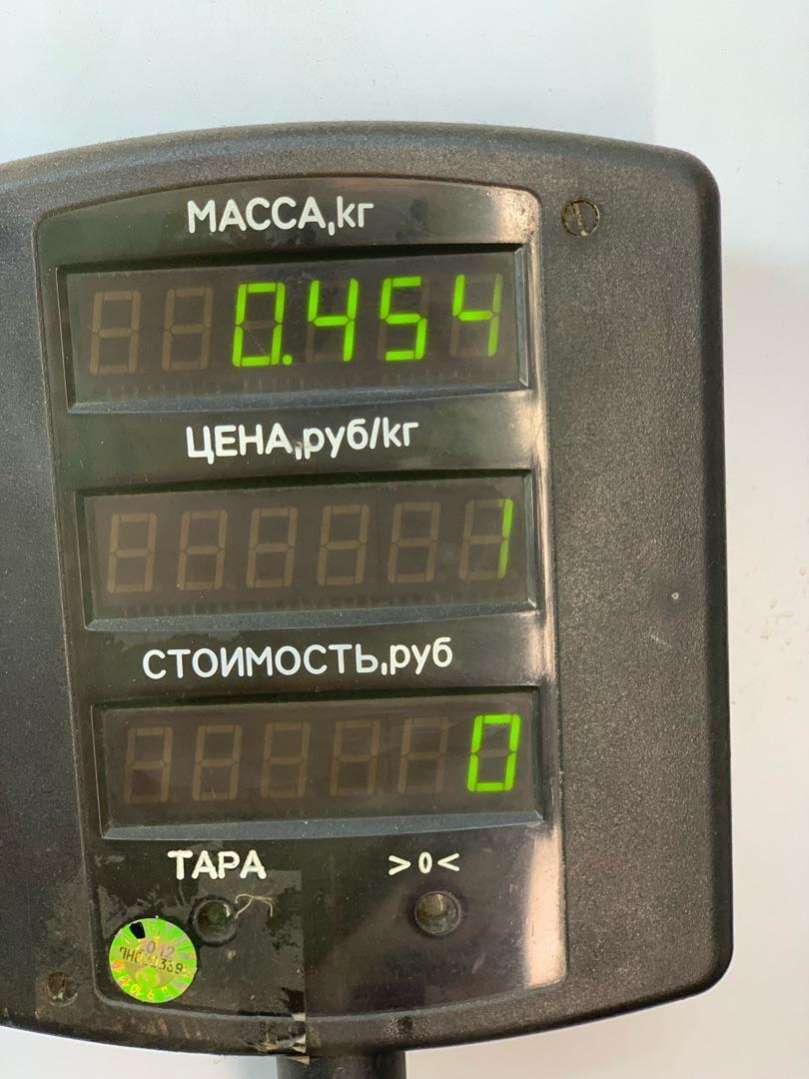 МАССА,кг
0.454
ЦЕНА,руб/кг
1
СТОИМОСТЬ,руб
0
ТАРА >0<